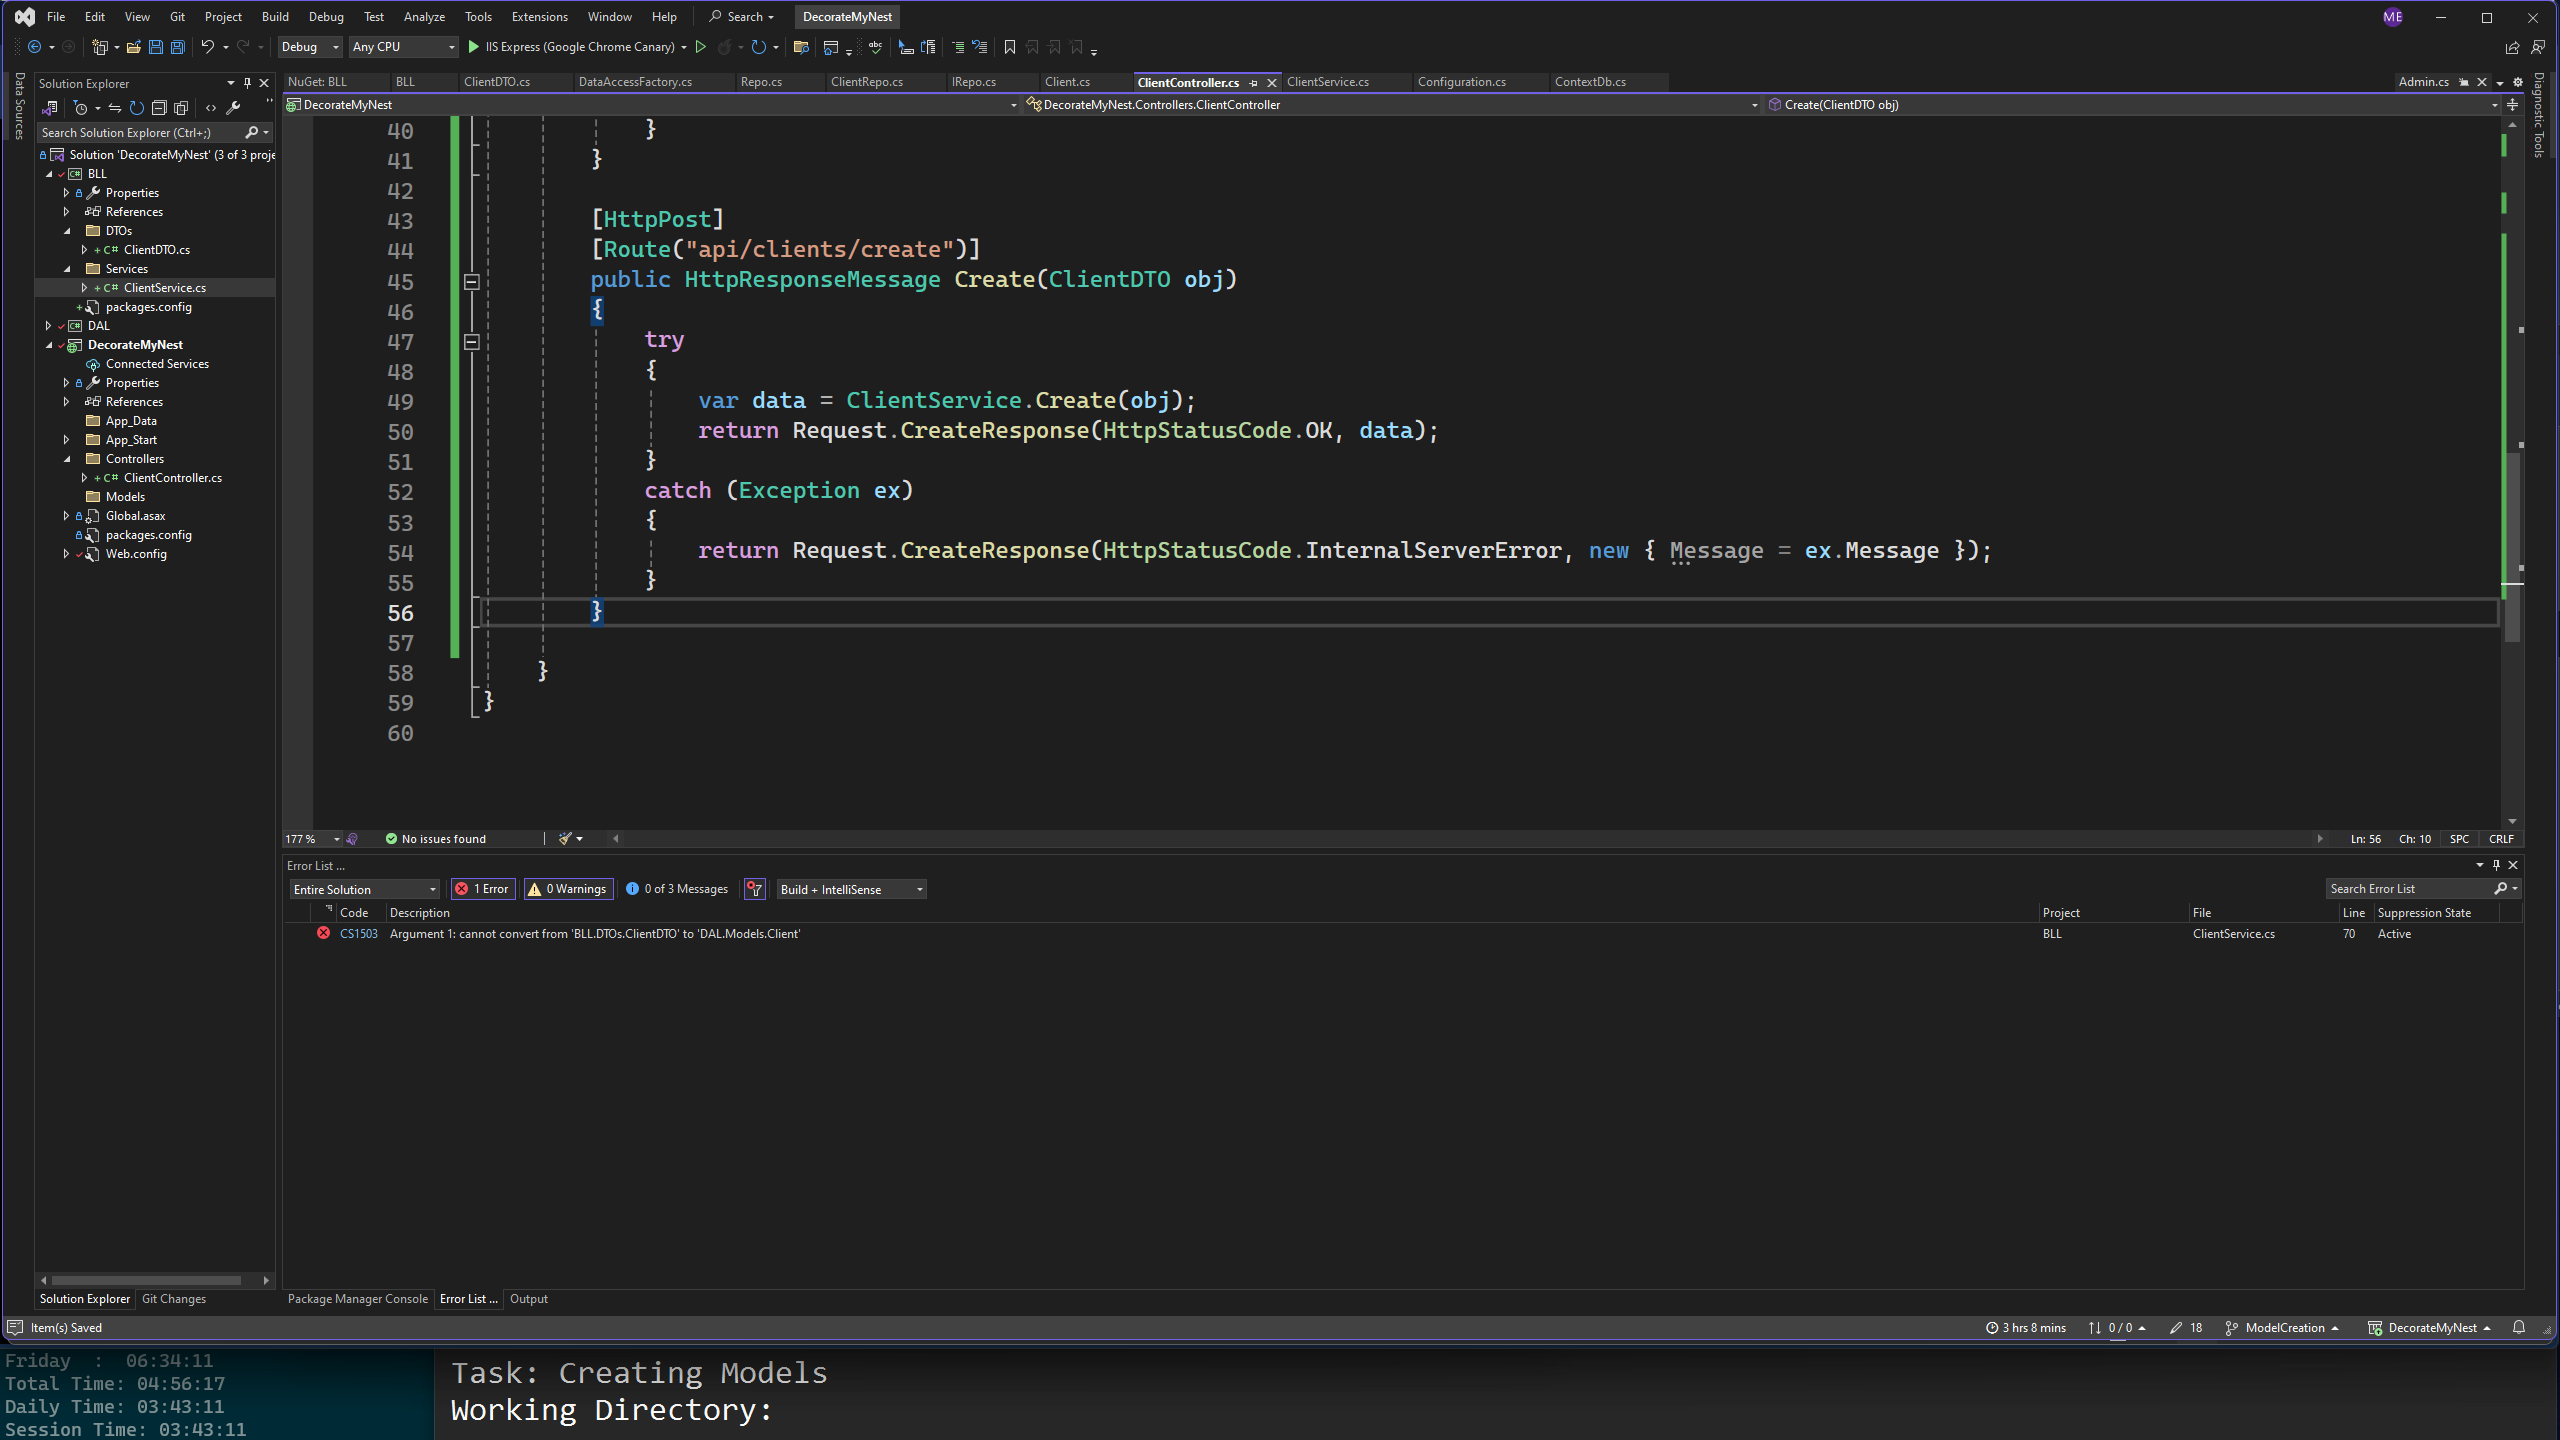 File Edit View Git Project Build Debug Test Analyze Tools Extensions Window Help Search DecorateMyNest ME
Debug Any CPU IIS Express (Google Chrome Canary)
Data Sources
Solution Explorer
Search Solution Explorer (Ctrl+;)
Solution 'DecorateMyNest' (3 of 3 proje
BLL
Properties
References
DTOs
C# ClientDTO.cs
Services
C# ClientService.cs
packages.config
DAL
DecorateMyNest
Connected Services
Properties
References
App_Data
App_Start
Controllers
C# ClientController.cs
Models
Global.asax
packages.config
Web.config
Solution Explorer Git Changes
NuGet: BLL BLL ClientDTO.cs DataAccessFactory.cs Repo.cs ClientRepo.cs IRepo.cs Client.cs ClientController.cs ClientService.cs Configuration.cs ContextDb.cs Admin.cs
DecorateMyNest DecorateMyNest.Controllers.ClientController Create(ClientDTO obj)
Diagnostic Tools
40 }
41 }
42
43 [HttpPost]
44 [Route("api/clients/create")]
45 public HttpResponseMessage Create(ClientDTO obj)
46 {
47 try
48 {
49 var data = ClientService.Create(obj);
50 return Request.CreateResponse(HttpStatusCode.OK, data);
51 }
52 catch (Exception ex)
53 {
54 return Request.CreateResponse(HttpStatusCode.InternalServerError, new { Message = ex.Message });
55 }
56 }
57
58 }
59 }
60
177 % No issues found Ln: 56 Ch: 10 SPC CRLF
Error List ...
Entire Solution 1 Error 0 Warnings 0 of 3 Messages Build + IntelliSense Search Error List
Code Description Project File Line Suppression State
CS1503 Argument 1: cannot convert from 'BLL.DTOs.ClientDTO' to 'DAL.Models.Client' BLL ClientService.cs 70 Active
Package Manager Console Error List ... Output
Item(s) Saved 3 hrs 8 mins 0 / 0 18 ModelCreation DecorateMyNest
Friday : 06:34:11
Total Time: 04:56:17
Daily Time: 03:43:11
Session Time: 03:43:11
Task: Creating Models
Working Directory: